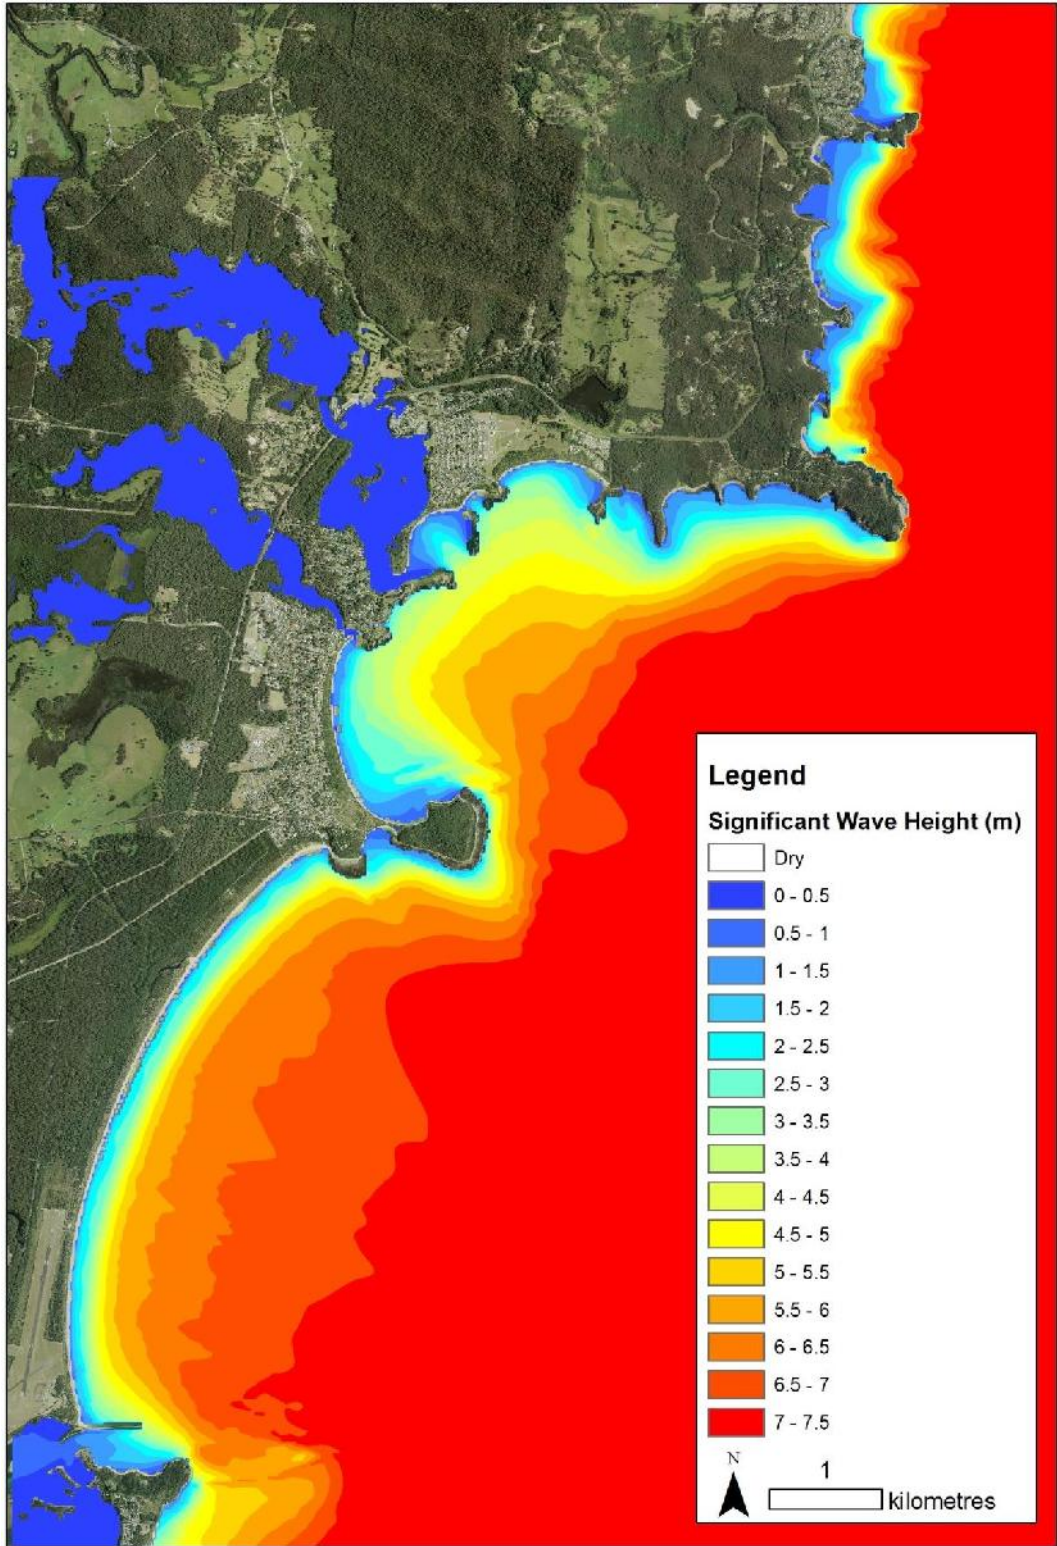 Legend
Significant Wave Height (m)
Dry
0 - 0.5
0.5 - 1
1 - 1.5
1.5 - 2
2 - 2.5
2.5 - 3
3 - 3.5
3.5 - 4
4 - 4.5
4.5 - 5
5 - 5.5
5.5 - 6
6 - 6.5
6.5 - 7
7 - 7.5
N
1
kilometres